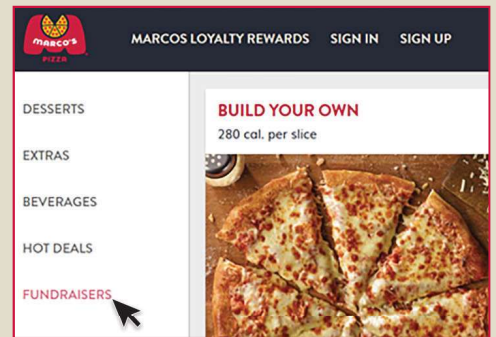 MARCO'S
PIZZA
MARCOS LOYALTY REWARDS SIGN IN SIGN UP
DESSERTS
EXTRAS
BEVERAGES
HOT DEALS
FUNDRAISERS
BUILD YOUR OWN
280 cal. per slice